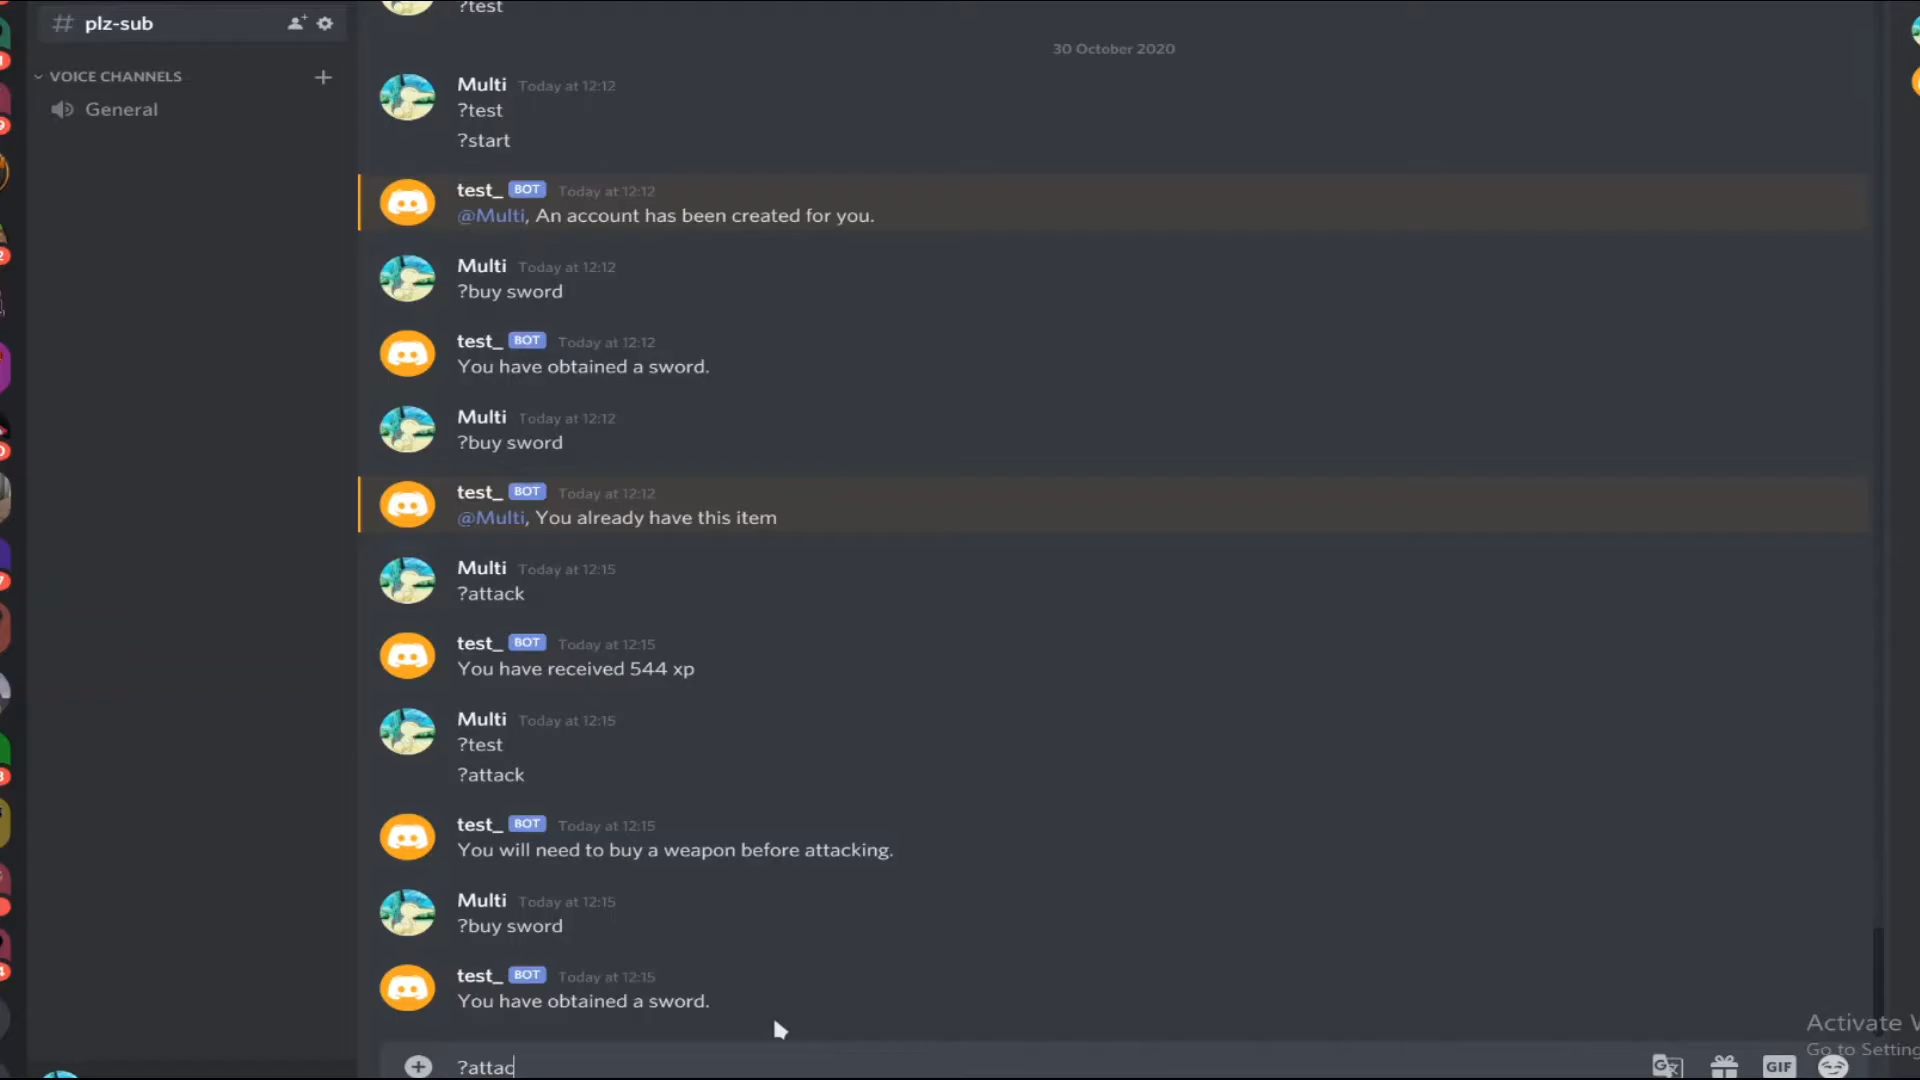 # plz-sub
VOICE CHANNELS
General
?test
30 October 2020
Multi Today at 12:12
?test
?start
test_ BOT Today at 12:12
@Multi, An account has been created for you.
Multi Today at 12:12
?buy sword
test_ BOT Today at 12:12
You have obtained a sword.
Multi Today at 12:12
?buy sword
test_ BOT Today at 12:12
@Multi, You already have this item
Multi Today at 12:15
?attack
test_ BOT Today at 12:15
You have received 544 xp
Multi Today at 12:15
?test
?attack
test_ BOT Today at 12:15
You will need to buy a weapon before attacking.
Multi Today at 12:15
?buy sword
test_ BOT Today at 12:15
You have obtained a sword.
?attac
GIF
Activate
Go to Setting